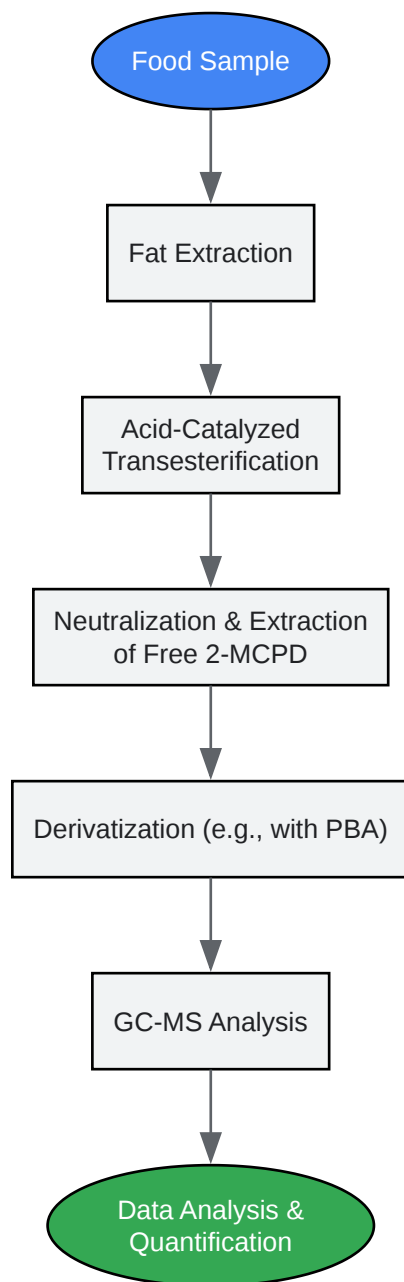 Food Sample
Fat Extraction
Acid-Catalyzed
Transesterification
Neutralization & Extraction
of Free 2-MCPD
Derivatization (e.g., with PBA)
GC-MS Analysis
Data Analysis &
Quantification